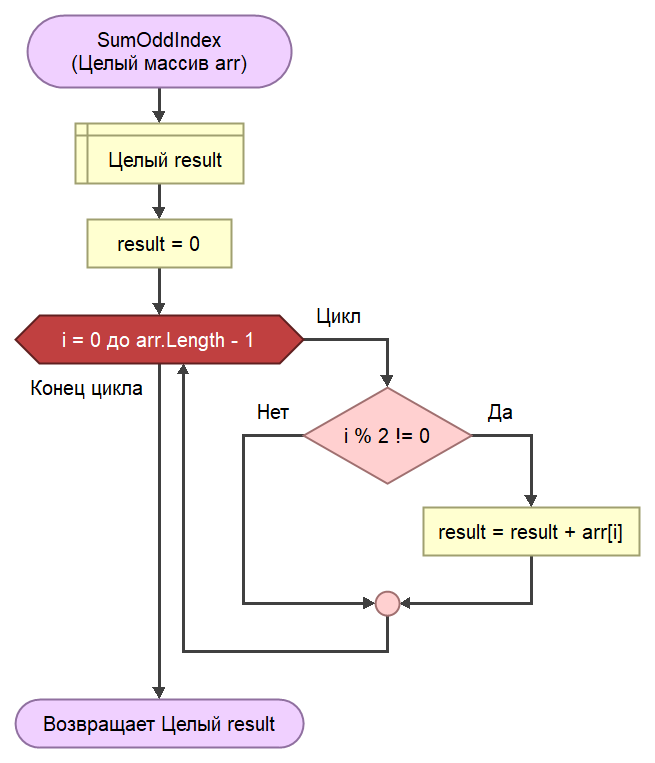 SumOddIndex
(Целый массив arr)
Целый result
result = 0
i = 0 до arr.Length - 1
Цикл
Конец цикла
Нет
Да
i % 2 != 0
result = result + arr[i]
Возвращает Целый result